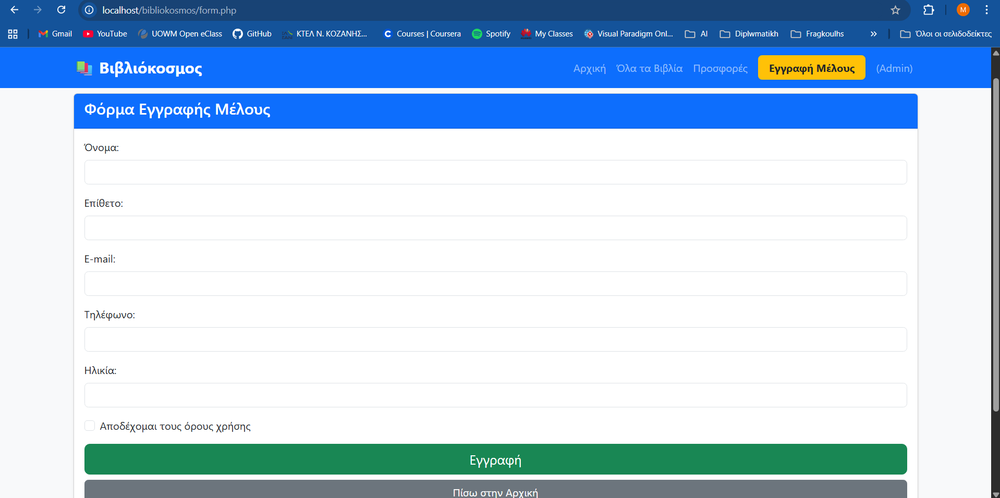 localhost/bibliokosmos/form.php
M
Gmail YouTube UOWM Open eClass GitHub ΚΤΕΛ Ν. ΚΟΖΑΝΗΣ... Courses | Coursera Spotify My Classes Visual Paradigm Onl... AI Diplwmatikh Fragkoulhs » Όλοι οι σελιδοδείκτες
Βιβλιόκοσμος Αρχική Όλα τα Βιβλία Προσφορές Εγγραφή Μέλους (Admin)
Φόρμα Εγγραφής Μέλους
Όνομα:
Επίθετο:
E-mail:
Τηλέφωνο:
Ηλικία:
Αποδέχομαι τους όρους χρήσης
Εγγραφή
Πίσω στην Αρχική